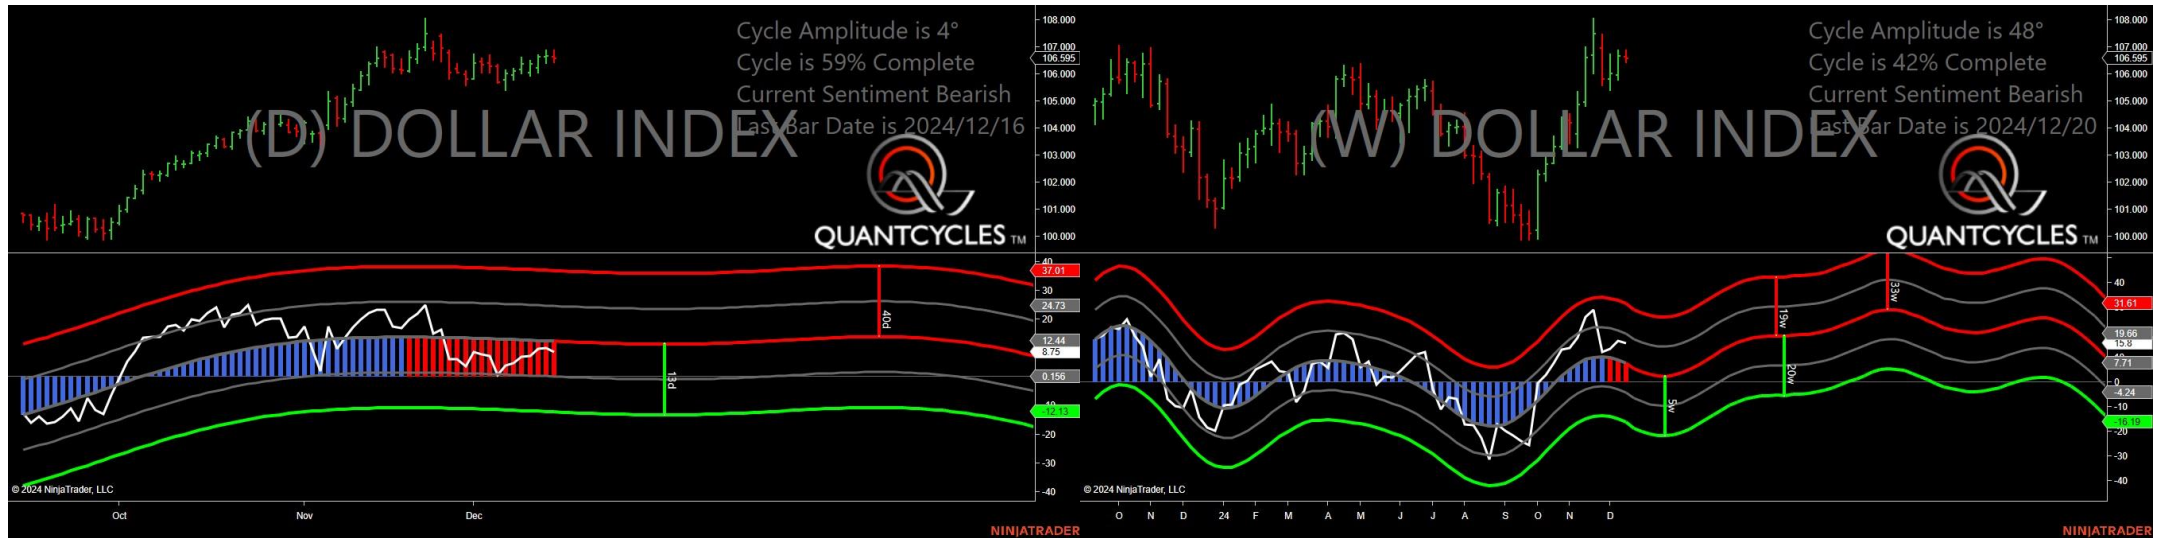 Cycle Amplitude is 4°
Cycle is 59% Complete
Current Sentiment Bearish
Last Bar Date is 2024/12/16
(D) DOLLAR INDEX
QUANTCYCLES TM
108.000
107.000
106.595
106.000
105.000
104.000
103.000
102.000
101.000
100.000
40
37.01
30
24.73
20
12.44
8.75
0.156
-12.13
-20
-30
-40
40d
13d
© 2024 NinjaTrader, LLC
Oct Nov Dec
NINJATRADER
Cycle Amplitude is 48°
Cycle is 42% Complete
Current Sentiment Bearish
Last Bar Date is 2024/12/20
(W) DOLLAR INDEX
QUANTCYCLES TM
108.000
107.000
106.595
106.000
105.000
104.000
103.000
102.000
101.000
100.000
40
31.61
19.66
15.8
7.71
0
-4.24
-10
-16.19
-20
-30
-40
33w
19w
20w
5w
© 2024 NinjaTrader, LLC
O N D 24 F M A M J J A S O N D
NINJATRADER